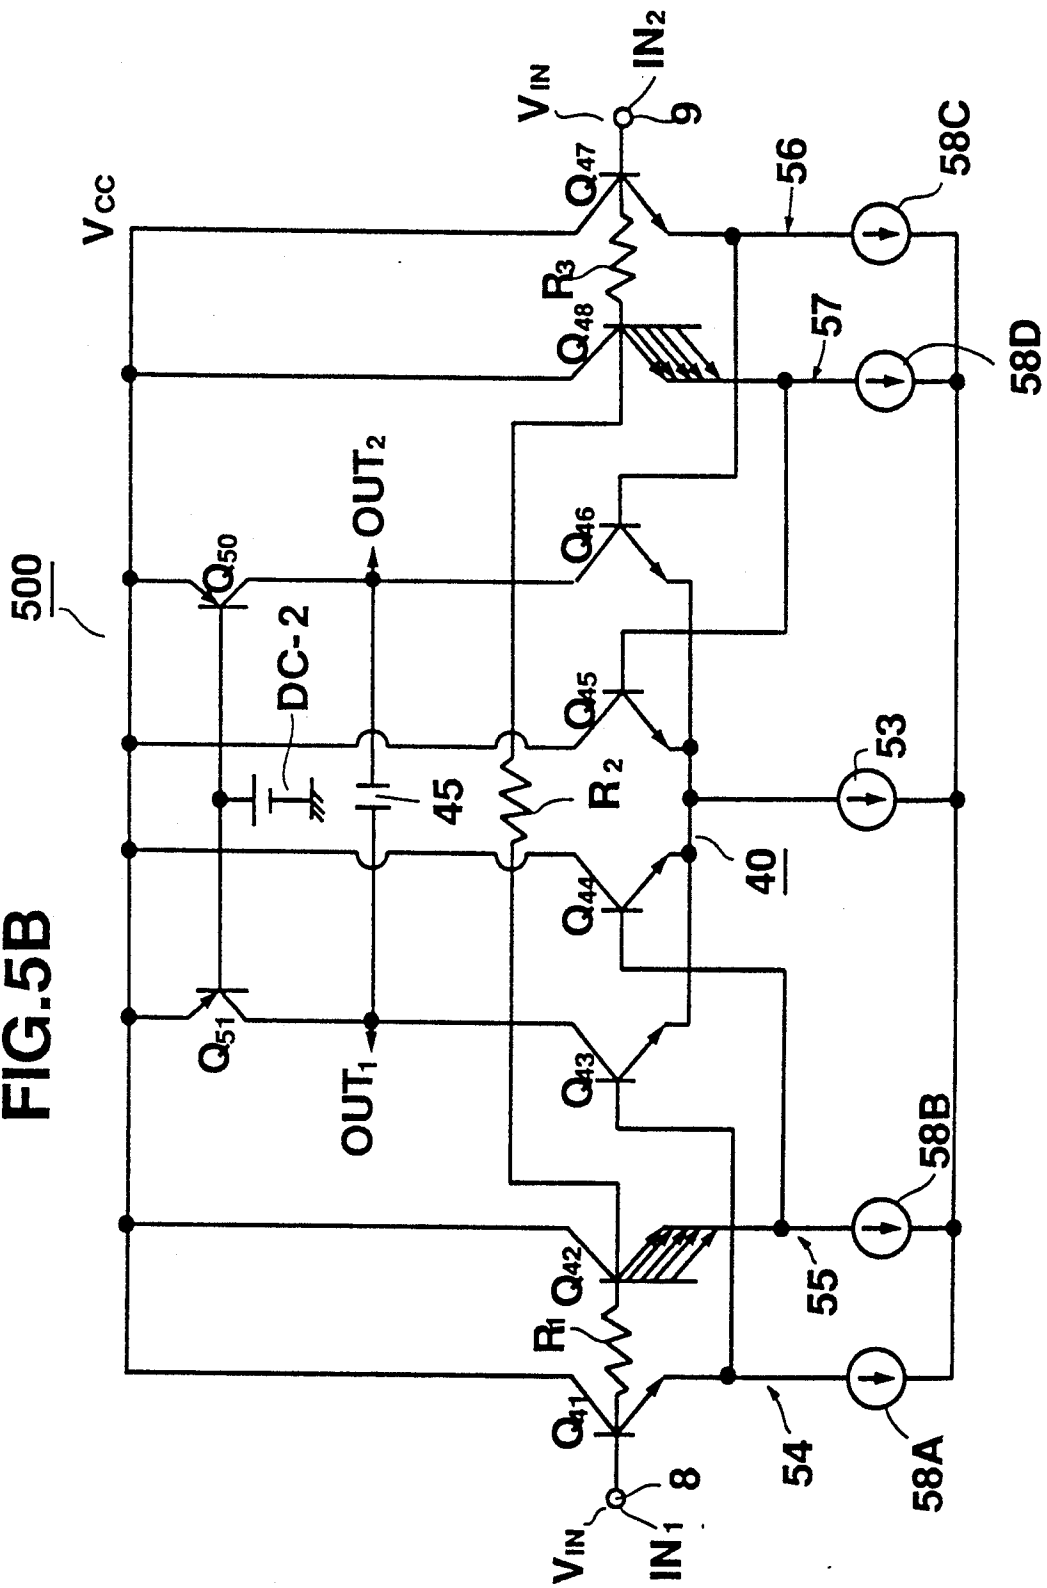 FIG.5B
500
VCC
Q51
Q50
DC-2
OUT1
OUT2
45
R2
VIN
IN1
8
Q41
R1
Q42
Q43
Q44
Q45
Q46
Q48
R3
Q47
VIN
IN2
9
40
54
55
53
57
56
58A
58B
58D
58C